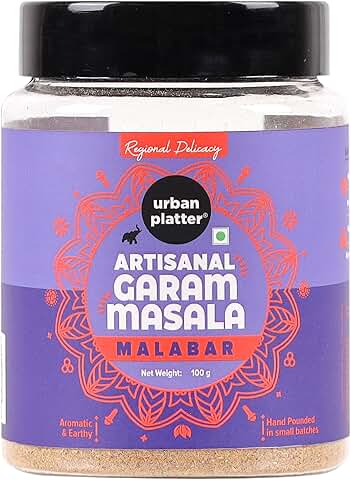 Regional Delicacy
urban
platter®
ARTISANAL
GARAM
MASALA
MALABAR
Net Weight: 100 g
Aromatic
& Earthy
Hand Pounded
in small batches